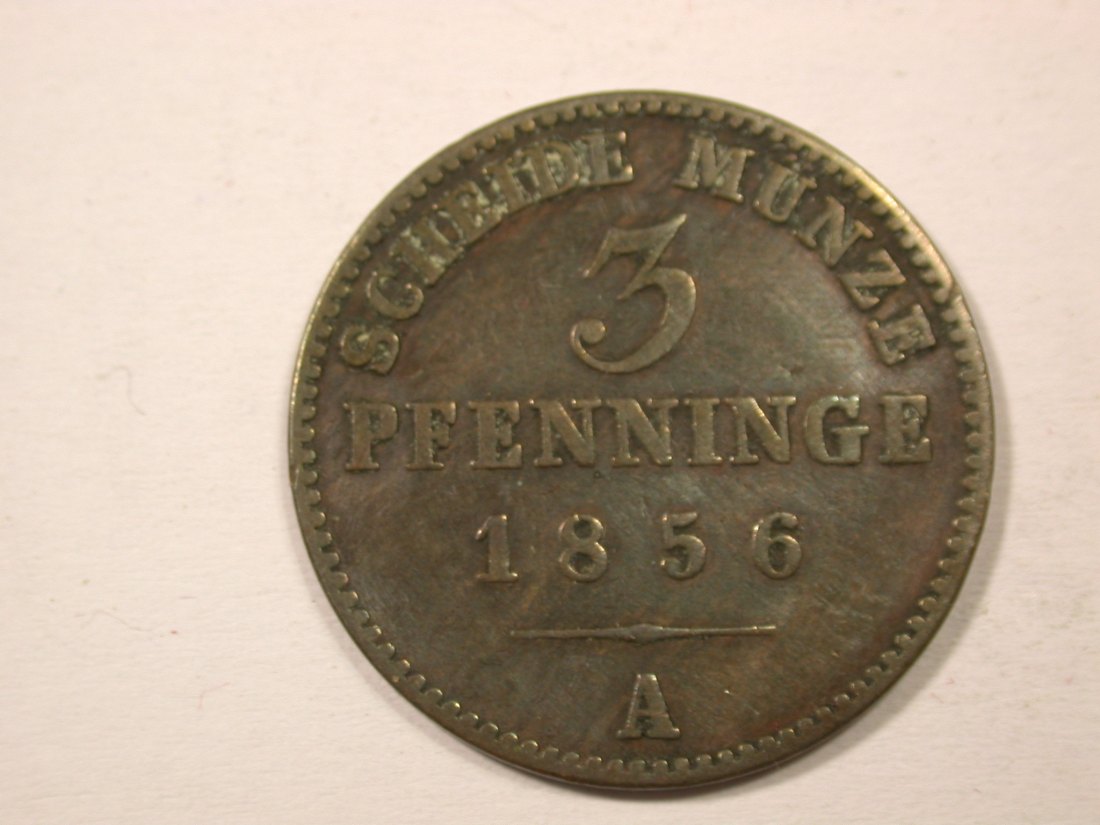 SCHEIDE MÜNZE
3
PFENNINGE
1856
A